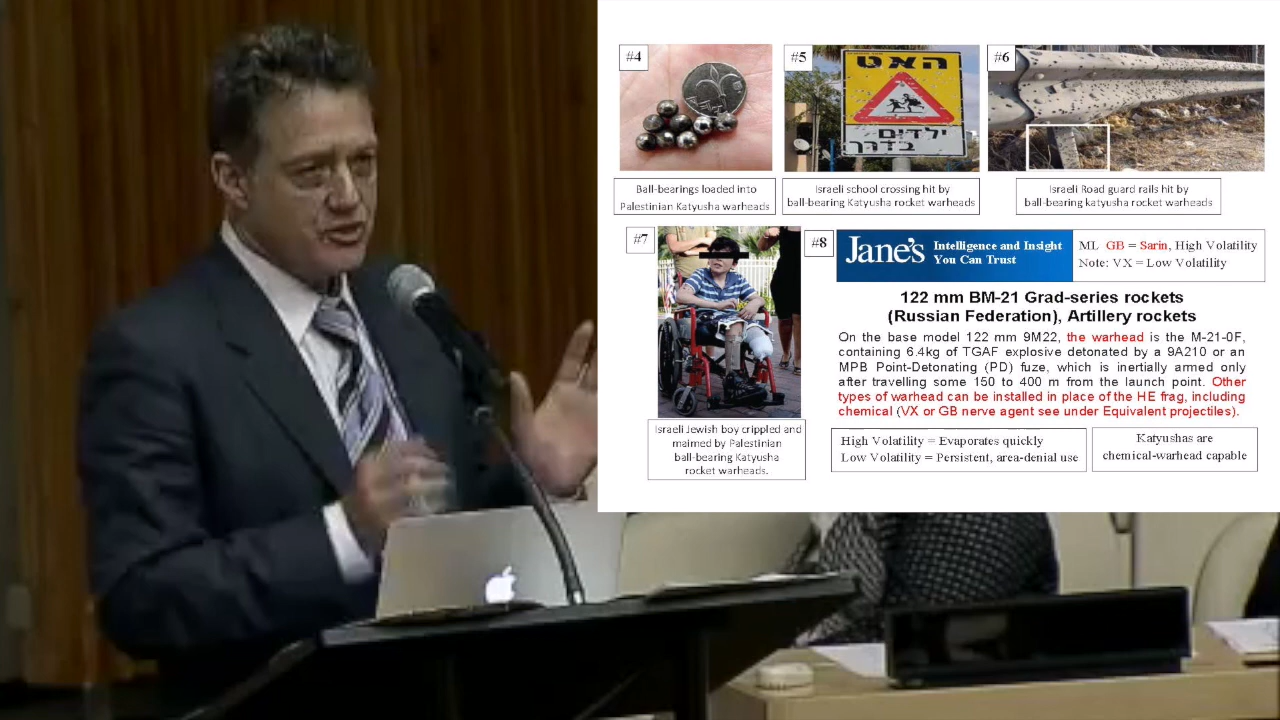 #4
#5
האט
ילדים
בדרך
#6
Ball-bearings loaded into
Palestinian Katyusha warheads
Israeli school crossing hit by
ball-bearing Katyusha rocket warheads
Israeli Road guard rails hit by
ball-bearing katyusha rocket warheads
#7
Israeli Jewish boy crippled and
maimed by Palestinian
ball-bearing Katyusha
rocket warheads.
#8
Jane's Intelligence and Insight
You Can Trust
ML GB = Sarin, High Volatility
Note: VX = Low Volatility
122 mm BM-21 Grad-series rockets
(Russian Federation), Artillery rockets
On the base model 122 mm 9M22, the warhead is the M-21-0F,
containing 6.4kg of TGAF explosive detonated by a 9A210 or an
MPB Point-Detonating (PD) fuze, which is inertially armed only
after travelling some 150 to 400 m from the launch point. Other
types of warhead can be installed in place of the HE frag, including
chemical (VX or GB nerve agent see under Equivalent projectiles).
High Volatility = Evaporates quickly
Low Volatility = Persistent, area-denial use
Katyushas are
chemical-warhead capable